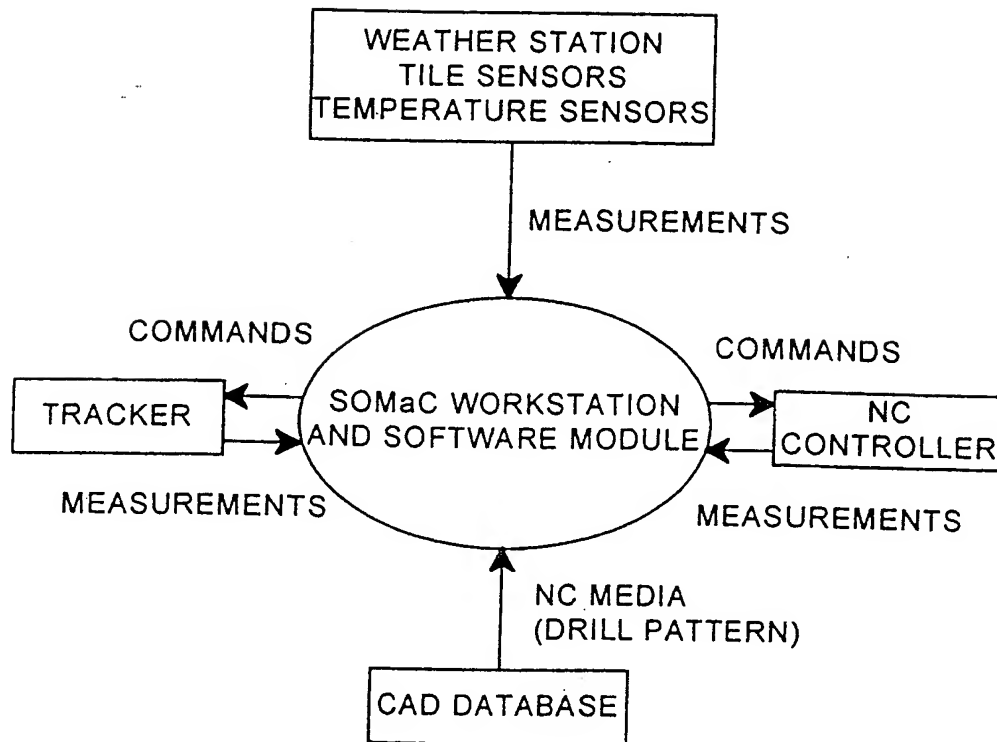 WEATHER STATION
TILE SENSORS
TEMPERATURE SENSORS
MEASUREMENTS
COMMANDS
COMMANDS
TRACKER
SOMaC WORKSTATION
AND SOFTWARE MODULE
NC
CONTROLLER
MEASUREMENTS
MEASUREMENTS
NC MEDIA
(DRILL PATTERN)
CAD DATABASE